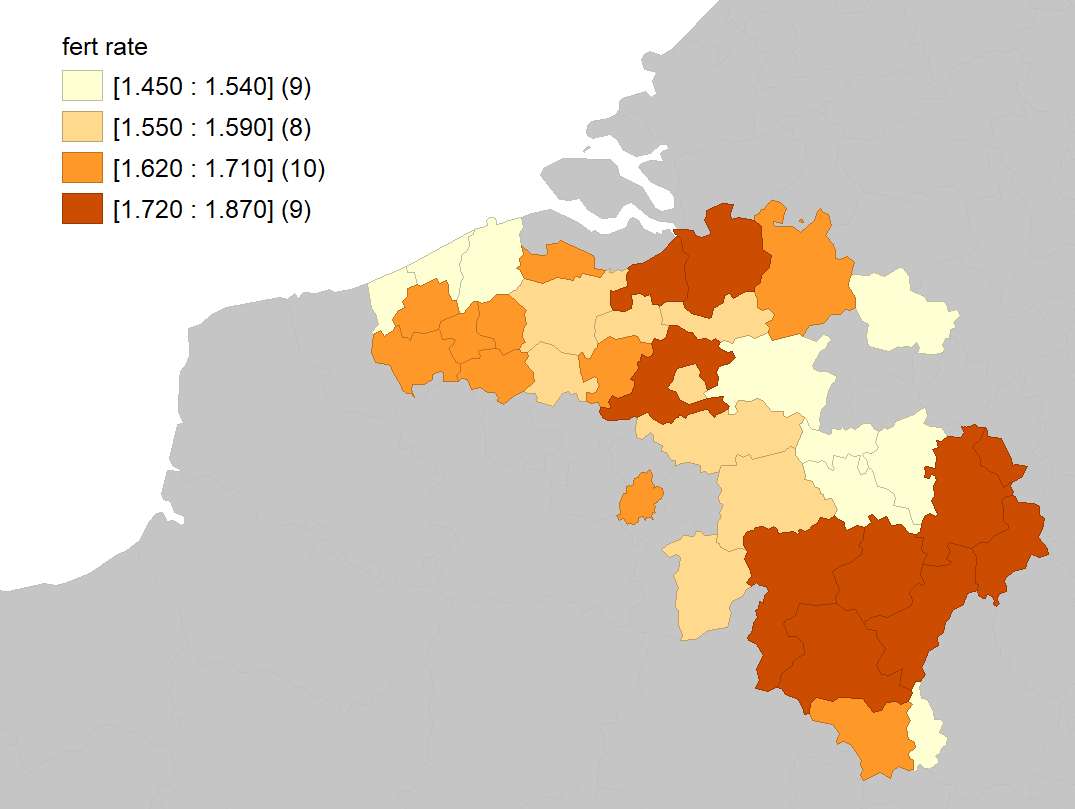 fert rate
[1.450 : 1.540] (9)
[1.550 : 1.590] (8)
[1.620 : 1.710] (10)
[1.720 : 1.870] (9)